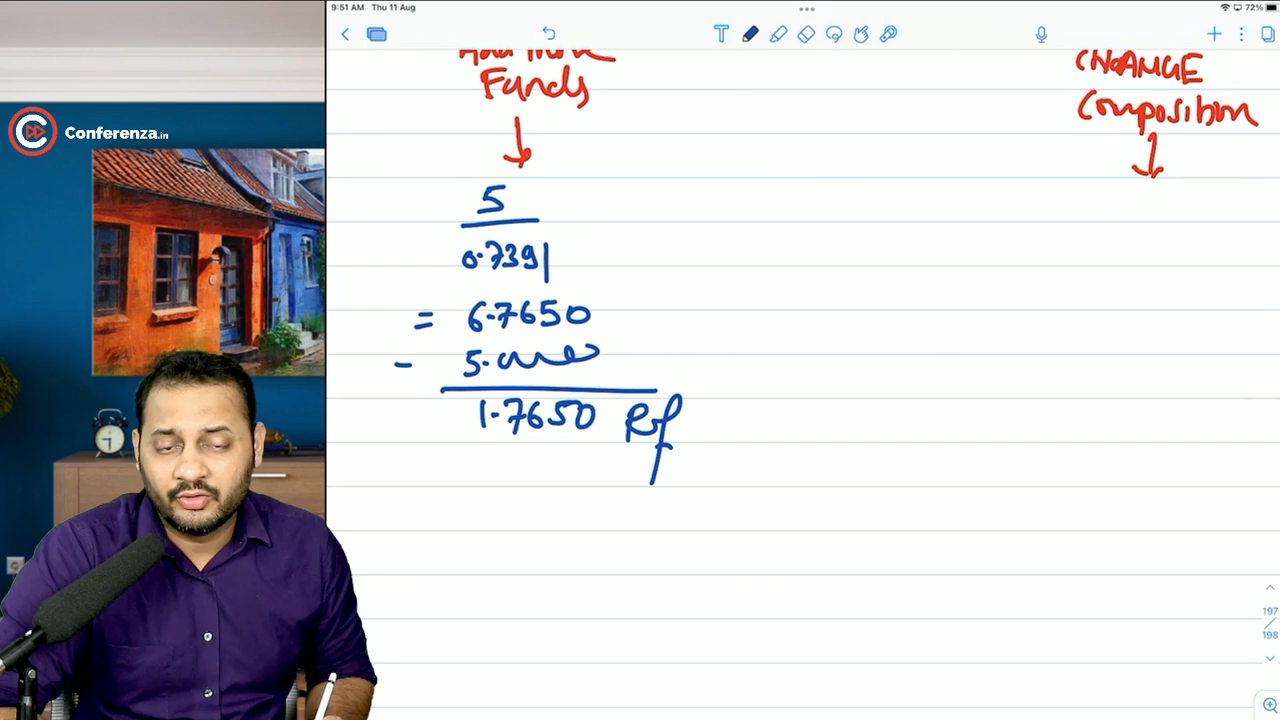 9:51 AM Thu 11 Aug
72%
Funds
CHANGE
Composition
Conferenza.in
5
0.7391
= 6.7650
- 5.
1.7650 Rf
197
198